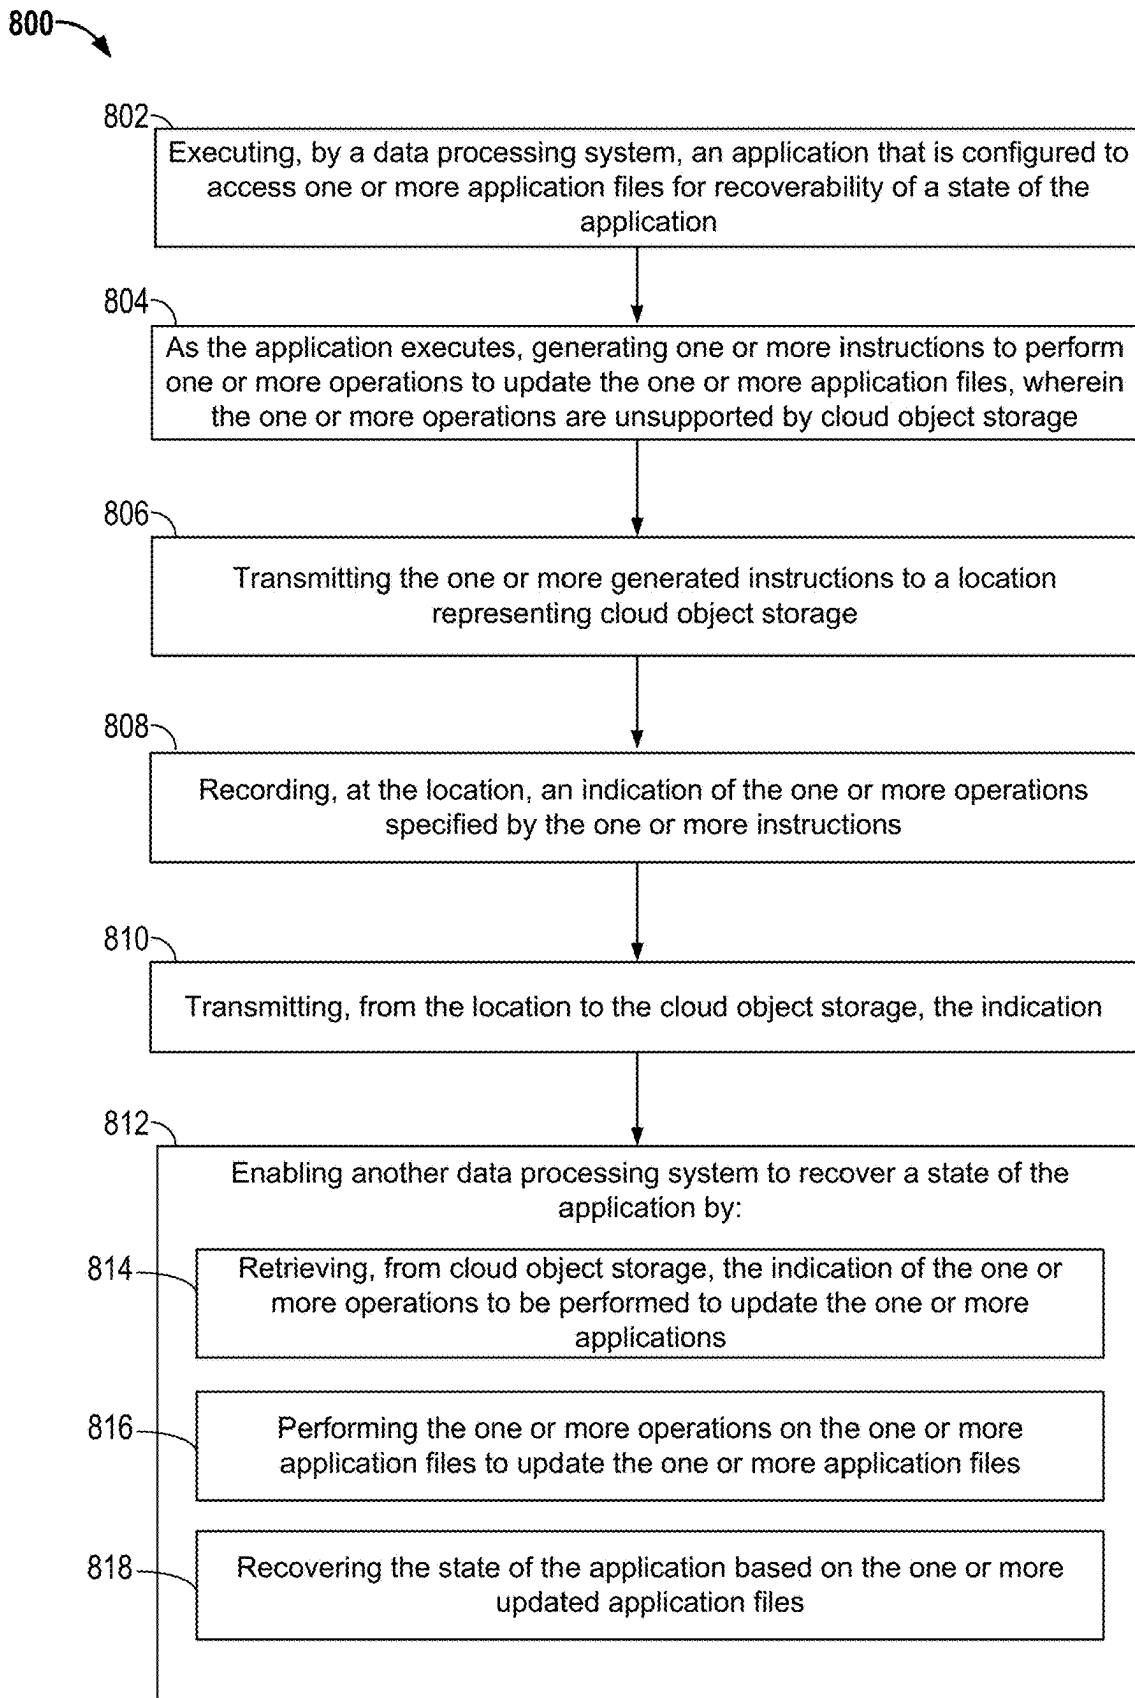 800
802
Executing, by a data processing system, an application that is configured to
access one or more application files for recoverability of a state of the
application
804
As the application executes, generating one or more instructions to perform
one or more operations to update the one or more application files, wherein
the one or more operations are unsupported by cloud object storage
806
Transmitting the one or more generated instructions to a location
representing cloud object storage
808
Recording, at the location, an indication of the one or more operations
specified by the one or more instructions
810
Transmitting, from the location to the cloud object storage, the indication
812
Enabling another data processing system to recover a state of the
application by:
814
Retrieving, from cloud object storage, the indication of the one or
more operations to be performed to update the one or more
applications
816
Performing the one or more operations on the one or more
application files to update the one or more application files
818
Recovering the state of the application based on the one or more
updated application files